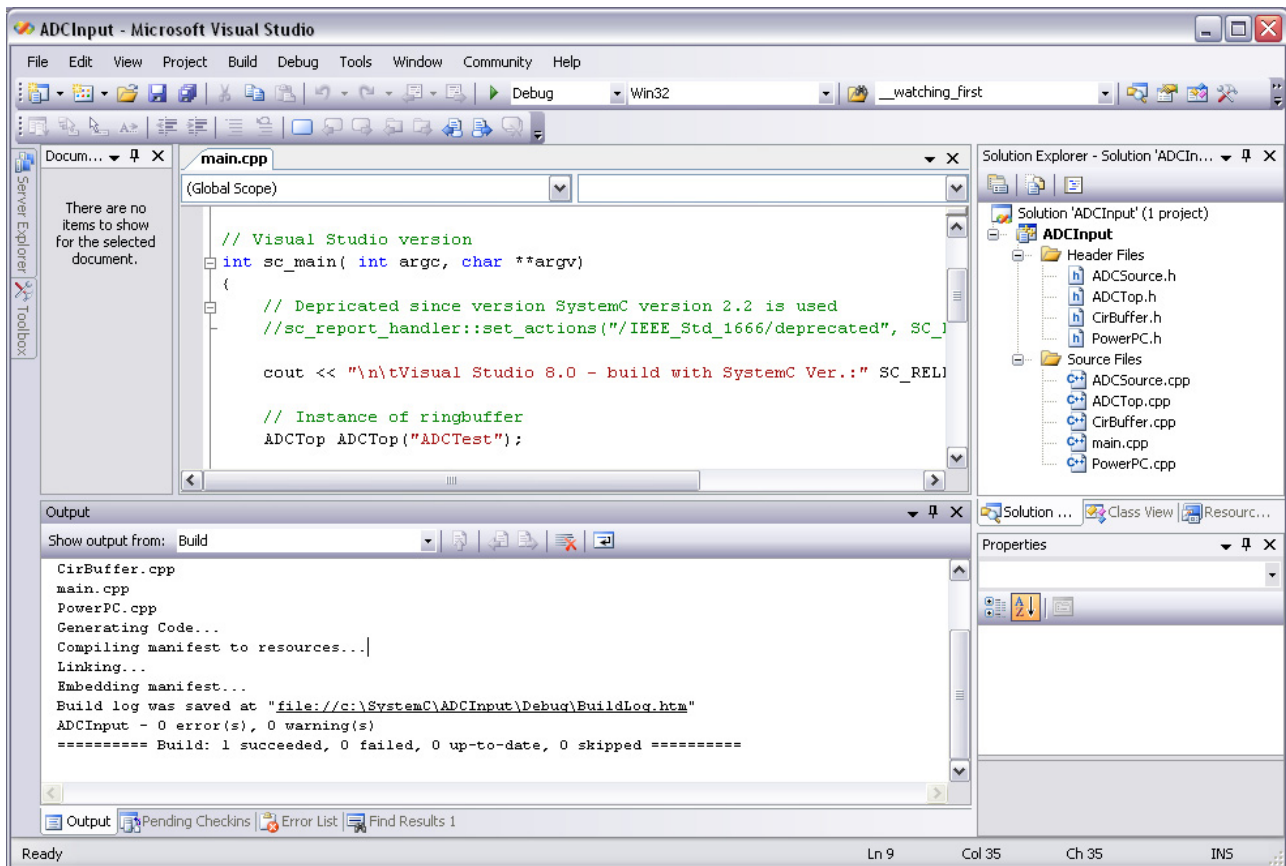 ADCInput - Microsoft Visual Studio
File Edit View Project Build Debug Tools Window Community Help
Debug Win32 __watching_first
Server Explorer
Toolbox
Docum...
There are no
items to show
for the selected
document.
main.cpp
(Global Scope)
// Visual Studio version
int sc_main( int argc, char **argv)
{
// Depricated since version SystemC version 2.2 is used
//sc_report_handler::set_actions("/IEEE_Std_1666/deprecated", SC_
cout << "\n\tVisual Studio 8.0 - build with SystemC Ver.:" SC_REL
// Instance of ringbuffer
ADCTop ADCTop("ADCTest");
Solution Explorer - Solution 'ADCIn...
Solution 'ADCInput' (1 project)
ADCInput
Header Files
ADCSource.h
ADCTop.h
CirBuffer.h
PowerPC.h
Source Files
ADCSource.cpp
ADCTop.cpp
CirBuffer.cpp
main.cpp
PowerPC.cpp
Solution ... Class View Resourc...
Properties
Output
Show output from: Build
CirBuffer.cpp
main.cpp
PowerPC.cpp
Generating Code...
Compiling manifest to resources...
Linking...
Embedding manifest...
Build log was saved at "file://c:\SystemC\ADCInput\Debug\BuildLog.htm"
ADCInput - 0 error(s), 0 warning(s)
========== Build: 1 succeeded, 0 failed, 0 up-to-date, 0 skipped ==========
Output Pending Checkins Error List Find Results 1
Ready Ln 9 Col 35 Ch 35 INS